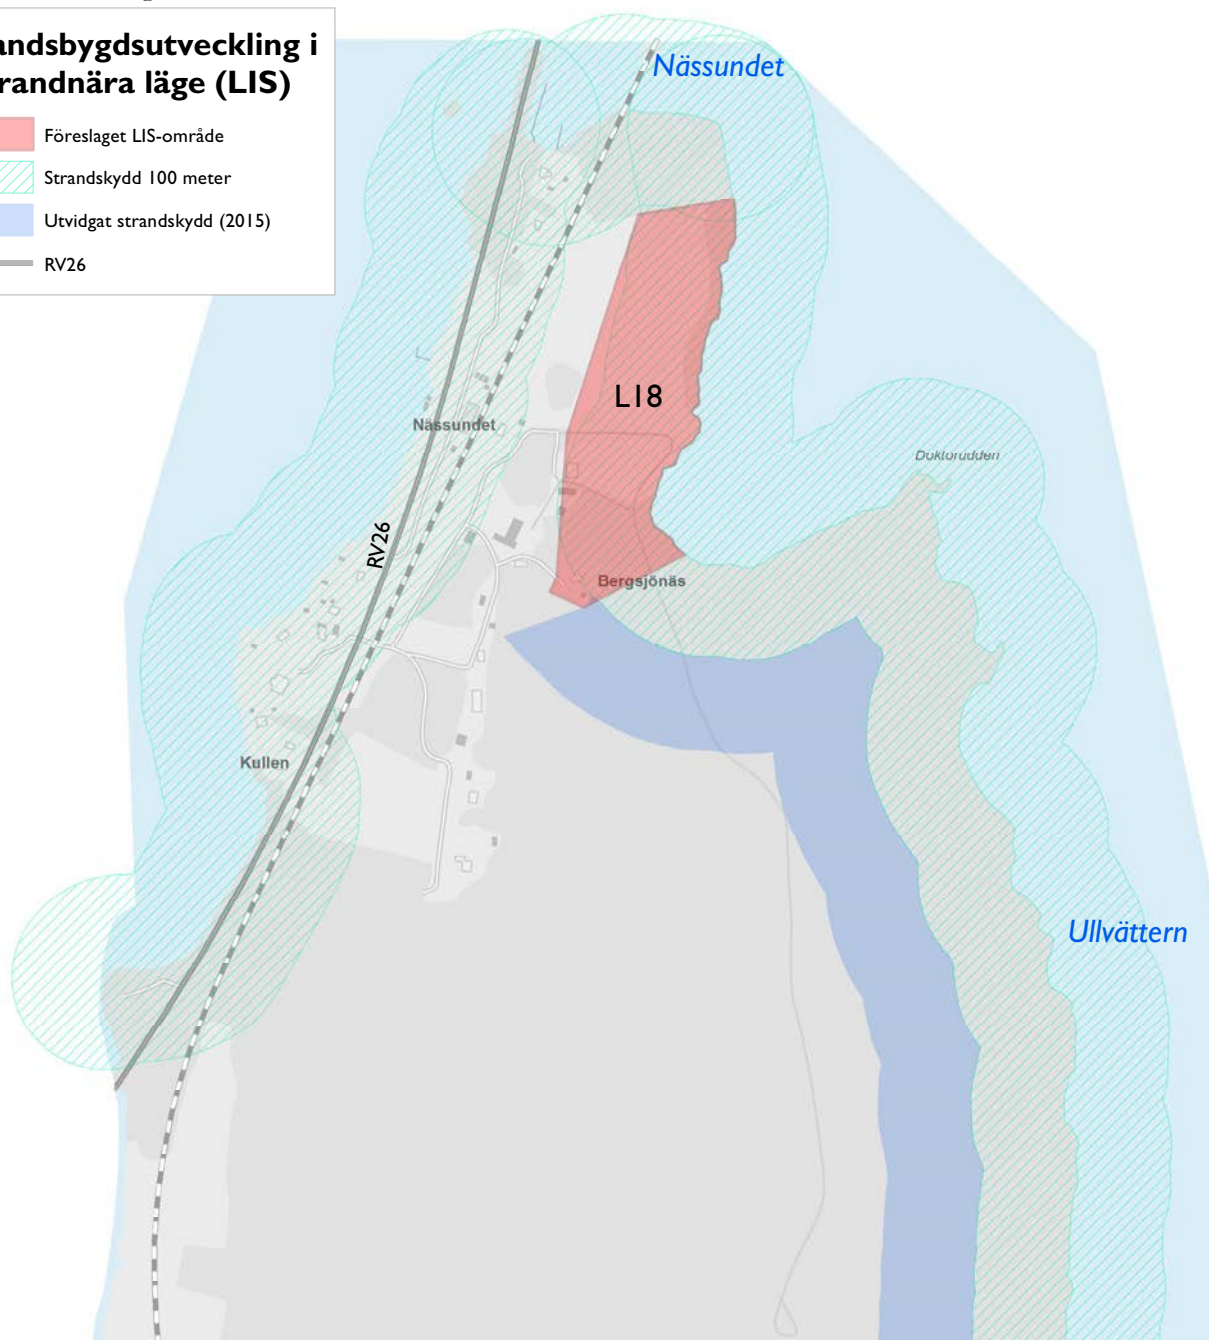 andsbygdsutveckling i
randnära läge (LIS)
Föreslaget LIS-område
Strandskydd 100 meter
Utvidgat strandskydd (2015)
RV26
Nässundet
L18
Nässundet
Doktorudden
RV26
Bergsjönäs
Kullen
Ullvättern